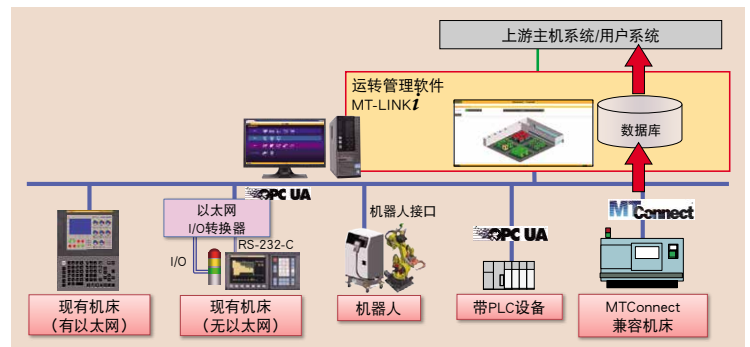 上游主机系统/用户系统
运转管理软件
MT-LINKi
数据库
OPC UA
MTConnect
以太网
I/O转换器
机器人接口
OPC UA
I/O
RS-232-C
现有机床
（有以太网）
现有机床
（无以太网）
机器人
带PLC设备
MTConnect
兼容机床